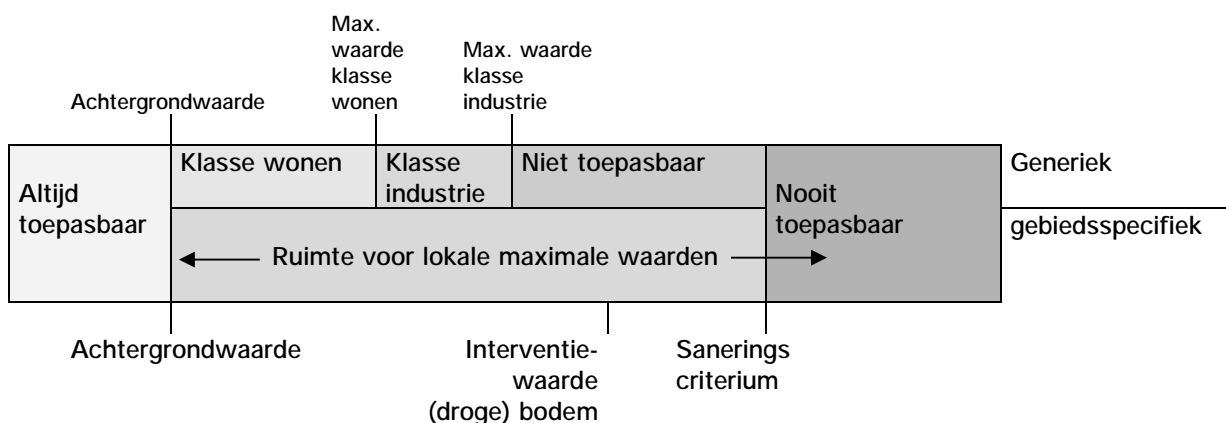 Max.
waarde
klasse
wonen
Max. waarde
klasse
industrie
Achtergrondwaarde
Altijd
toepasbaar
Klasse wonen
Klasse
industrie
Niet toepasbaar
Nooit
toepasbaar
Generiek
gebiedsspecifiek
Ruimte voor lokale maximale waarden
Achtergrondwaarde
Interventie-
waarde
(droge) bodem
Sanerings
criterium